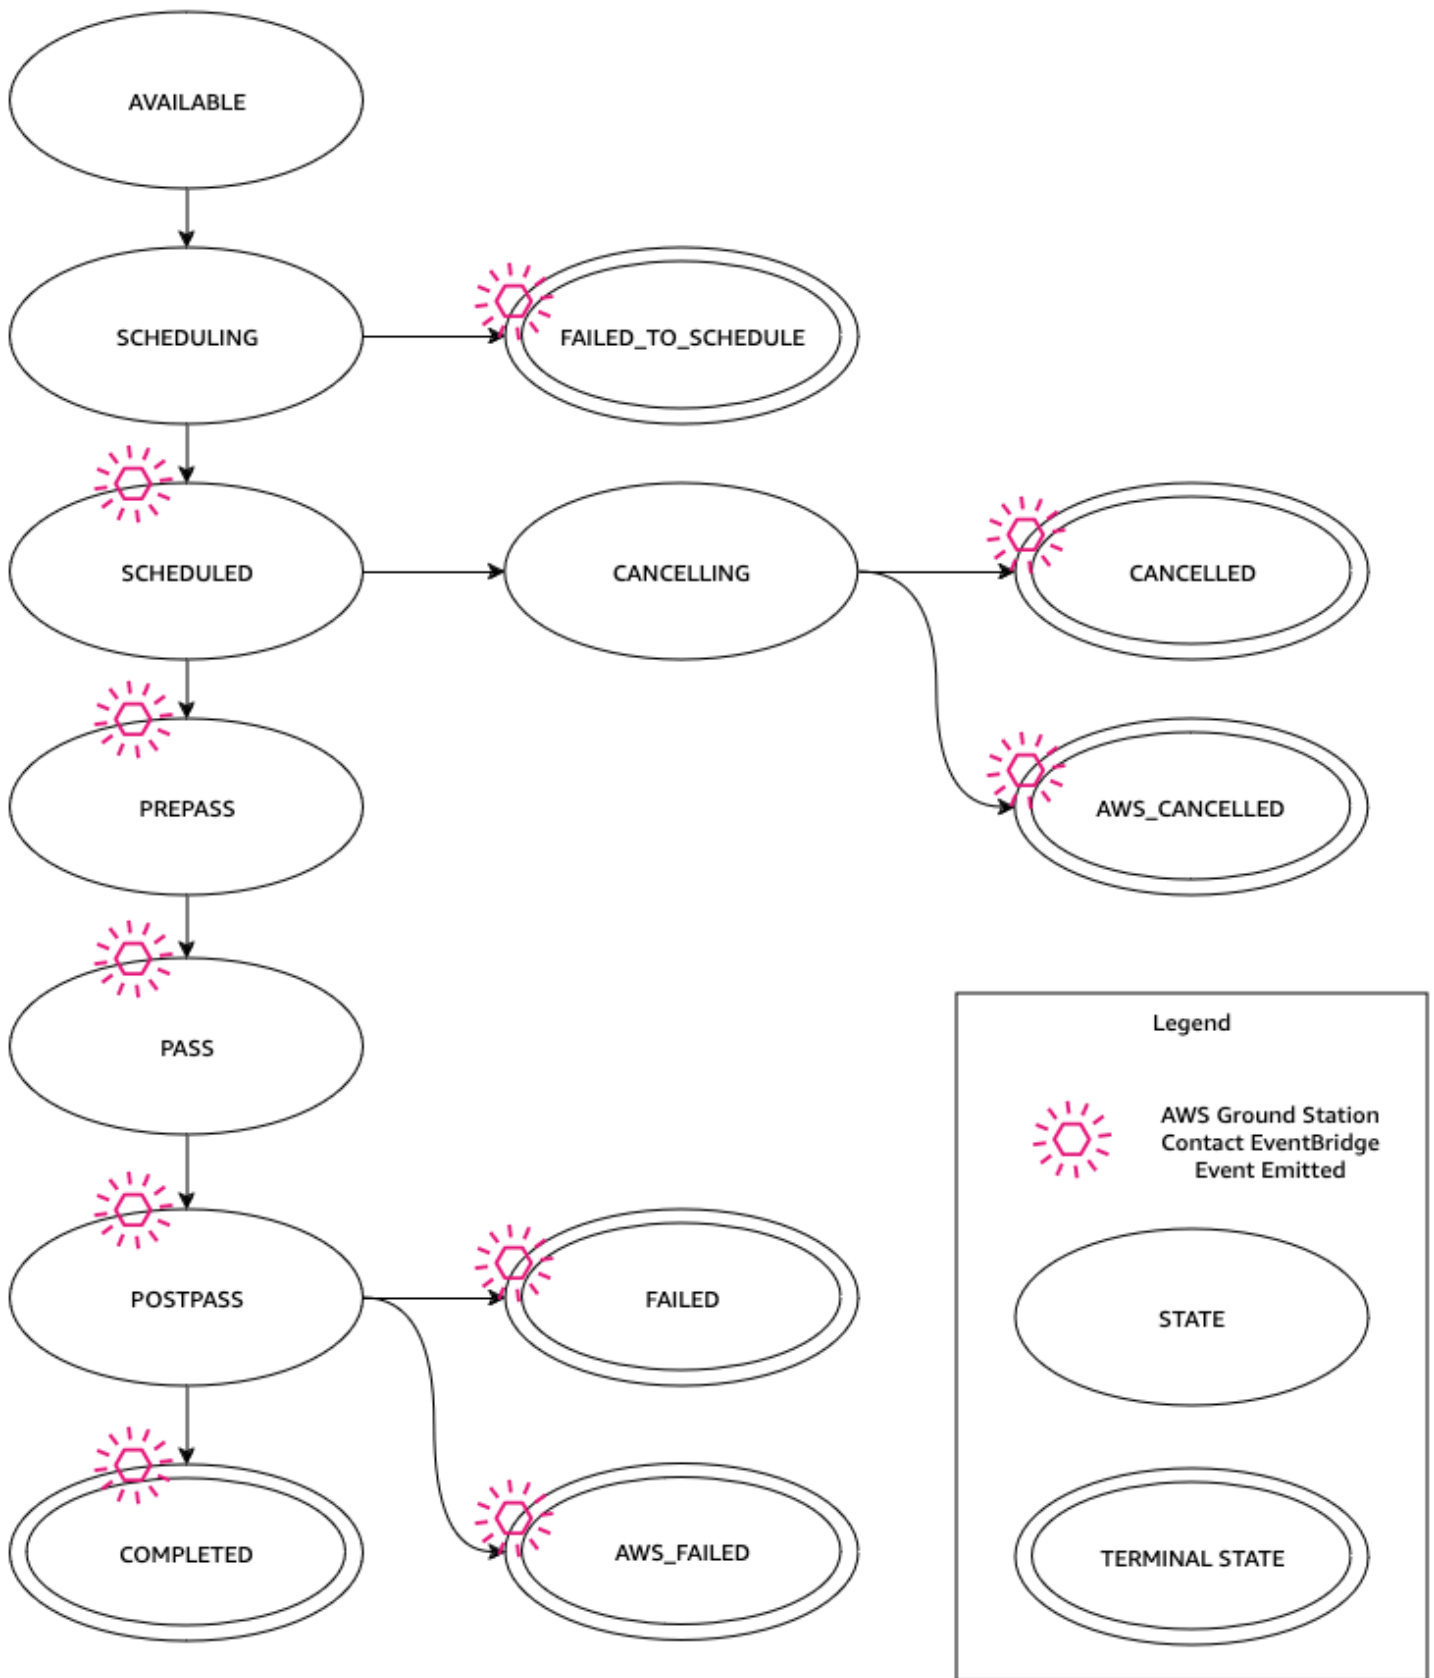 AVAILABLE
SCHEDULING
FAILED_TO_SCHEDULE
SCHEDULED
CANCELLING
CANCELLED
PREPASS
AWS_CANCELLED
PASS
POSTPASS
FAILED
COMPLETED
AWS_FAILED
Legend
AWS Ground Station
Contact EventBridge
Event Emitted
STATE
TERMINAL STATE